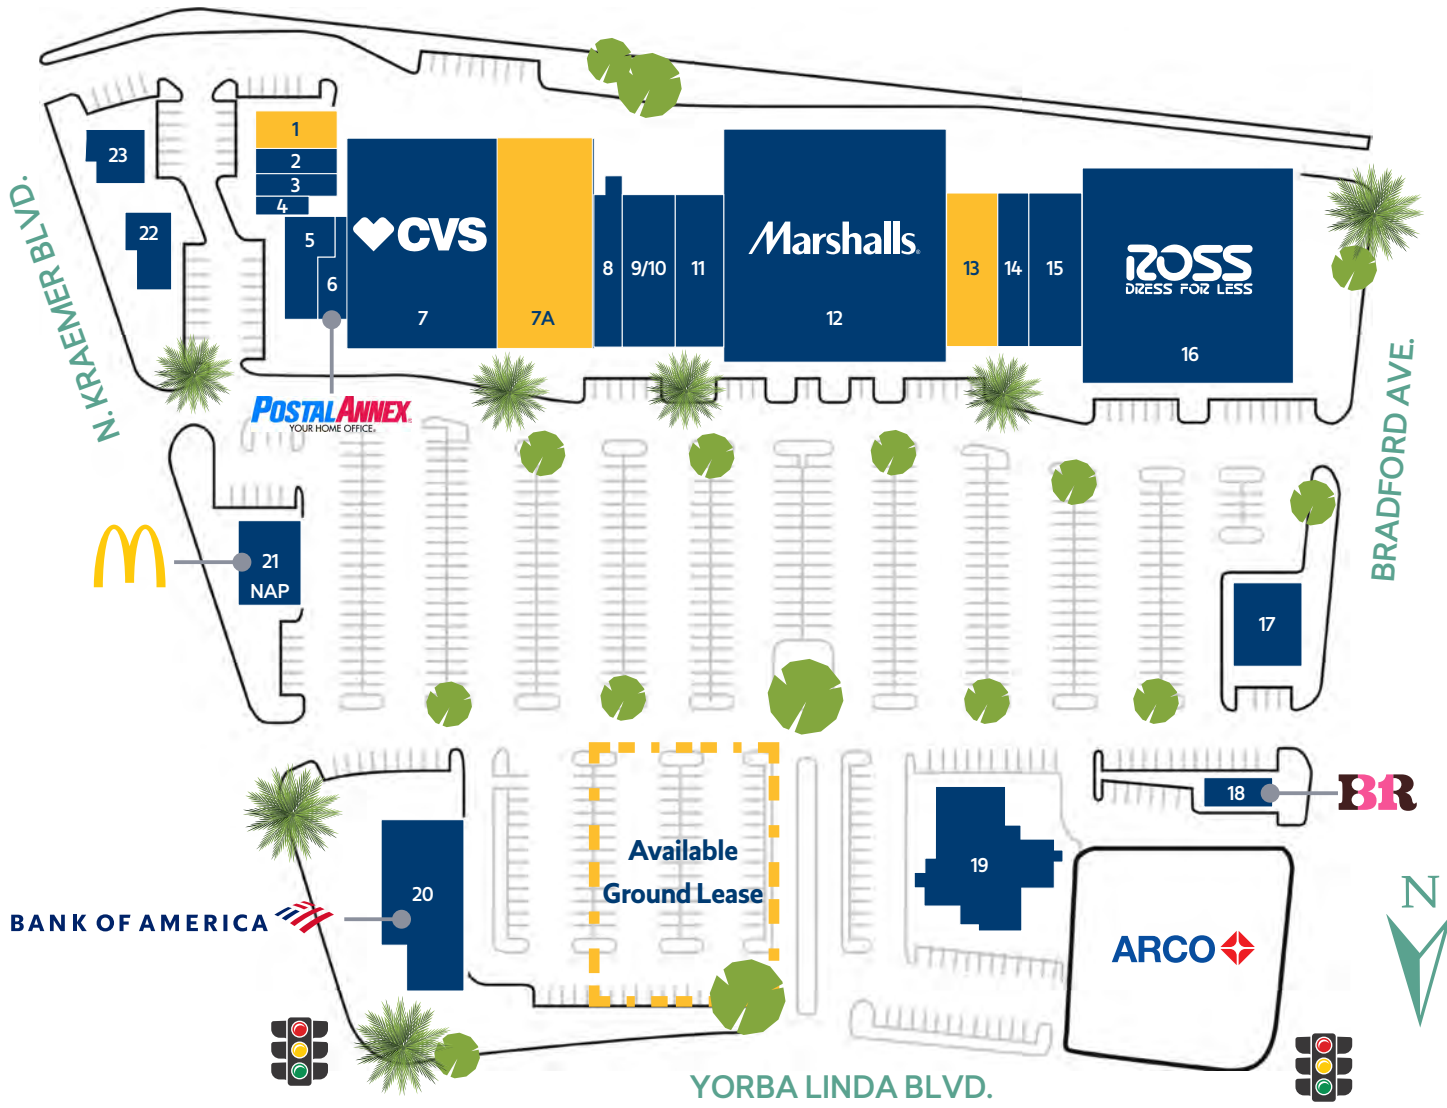 1
2
3
4
5
6
23
22
N. KRAEMER BLVD.
CVS
7
7A
8
9/10
11
Marshalls
12
13
14
15
ROSS
DRESS FOR LESS
16
BRADFORD AVE.
POSTALANNEX
YOUR HOME OFFICE
21
NAP
17
18
BR
Available
Ground Lease
19
20
BANK OF AMERICA
ARCO
N
YORBA LINDA BLVD.